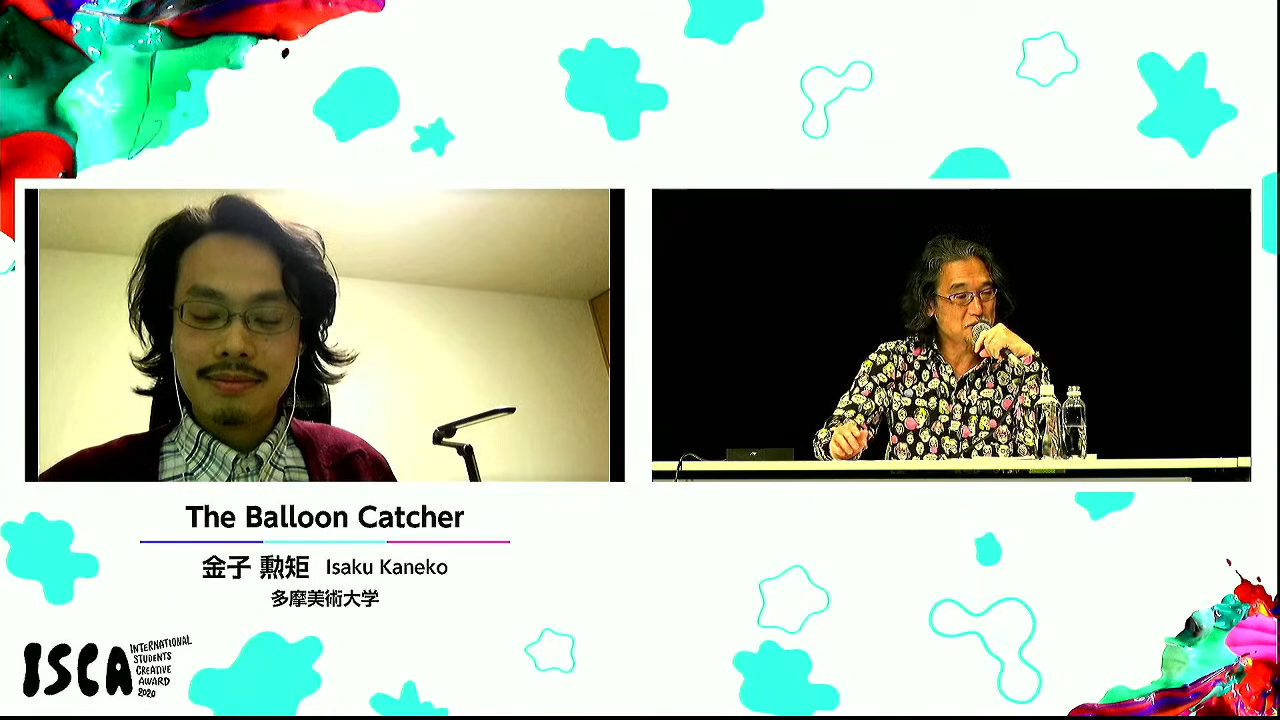 The Balloon Catcher
金子 勲矩 Isaku Kaneko
多摩美術大学
ISCA
INTERNATIONAL
STUDENTS
CREATIVE
AWARD
2020